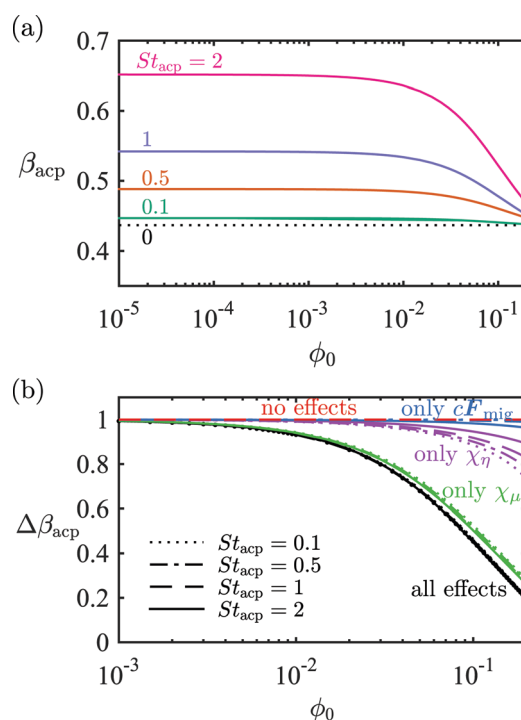 (a)
0.7
St_acp = 2
0.6
β_acp
1
0.5
0.5
0.1
0
0.4
10^-5 10^-4 10^-3 10^-2 10^-1
ϕ_0
(b)
no effects only cF_mig
1
0.8
only χ_η
0.6
only χ_μ
Δβ_acp
0.4
St_acp = 0.1
St_acp = 0.5
St_acp = 1
St_acp = 2
all effects
0.2
0
10^-3 10^-2 10^-1
ϕ_0